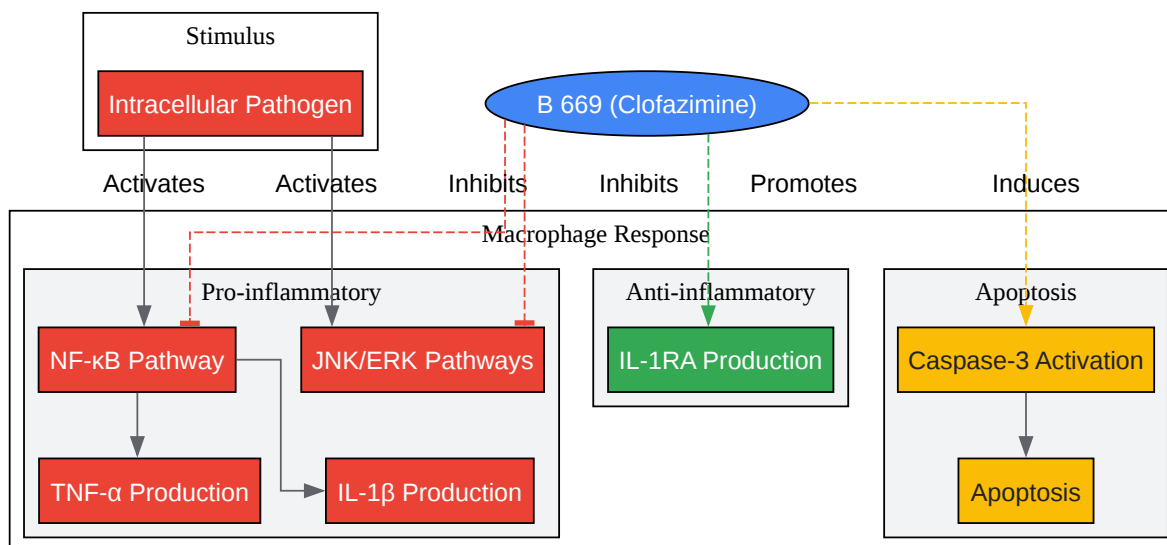 Stimulus
Intracellular Pathogen
B 669 (Clofazimine)
Activates
Activates
Inhibits
Inhibits
Promotes
Induces
Macrophage Response
Pro-inflammatory
Anti-inflammatory
Apoptosis
NF-κB Pathway
JNK/ERK Pathways
IL-1RA Production
Caspase-3 Activation
TNF-α Production
IL-1β Production
Apoptosis